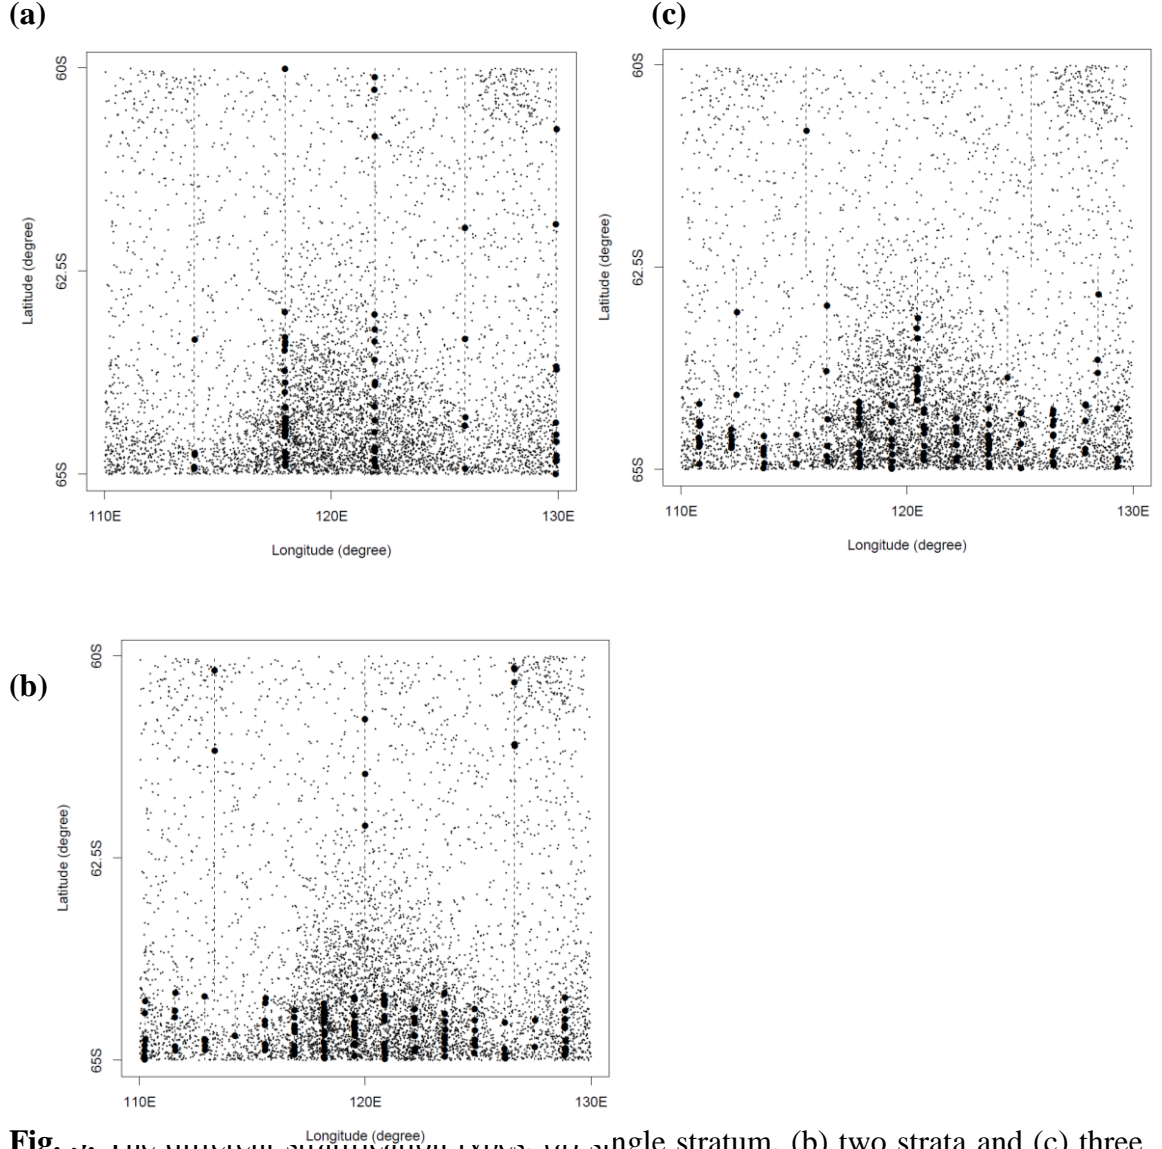 (a)
60S
62.5S
65S
Latitude (degree)
110E 120E 130E
Longitude (degree)
(c)
60S
62.5S
65S
Latitude (degree)
110E 120E 130E
Longitude (degree)
(b)
60S
62.5S
65S
Latitude (degree)
110E 120E 130E
Longitude (degree)
Fig. single stratum, (b) two strata and (c) three